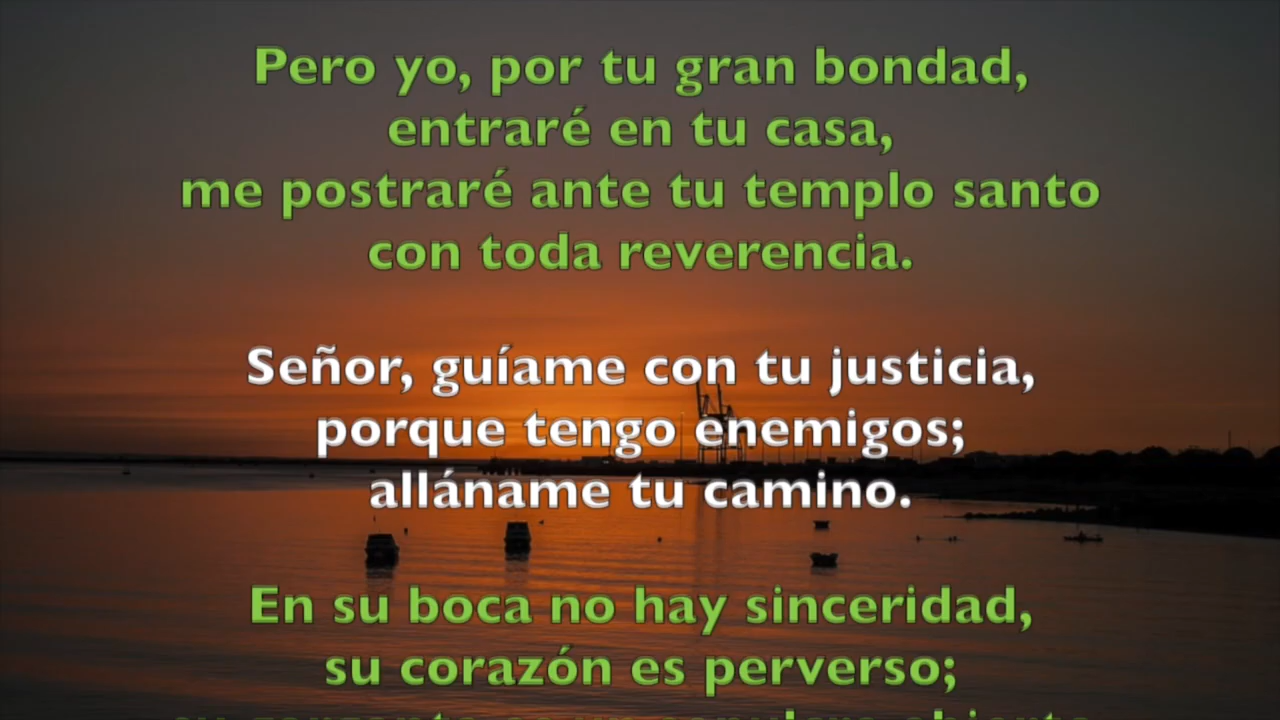 Pero yo, por tu gran bondad,
entraré en tu casa,
me postraré ante tu templo santo
con toda reverencia.
Señor, guíame con tu justicia,
porque tengo enemigos;
alláname tu camino.
En su boca no hay sinceridad,
su corazón es perverso;